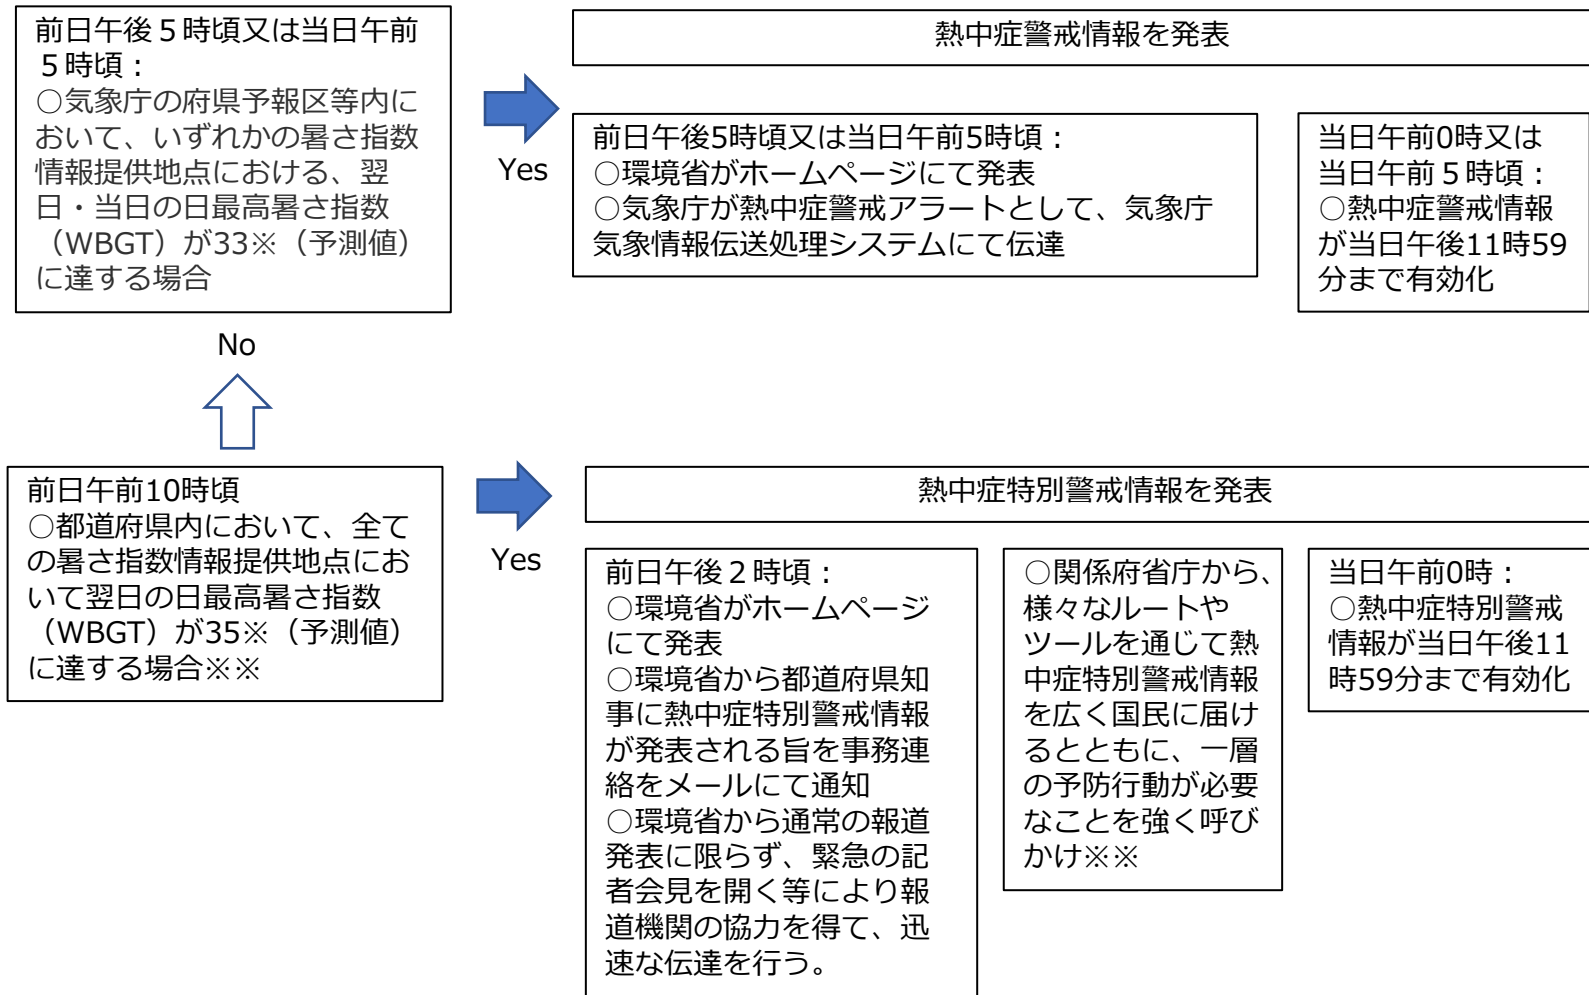 前日午後５時頃又は当日午前
５時頃：
○気象庁の府県予報区等内に
おいて、いずれかの暑さ指数
情報提供地点における、翌
日・当日の日最高暑さ指数
（WBGT）が33※（予測値）
に達する場合
Yes
熱中症警戒情報を発表
前日午後5時頃又は当日午前5時頃：
○環境省がホームページにて発表
○気象庁が熱中症警戒アラートとして、気象庁
気象情報伝送処理システムにて伝達
当日午前0時又は
当日午前５時頃：
○熱中症警戒情報
が当日午後11時59
分まで有効化
No
前日午前10時頃
○都道府県内において、全て
の暑さ指数情報提供地点にお
いて翌日の日最高暑さ指数
（WBGT）が35※（予測値）
に達する場合※※
Yes
熱中症特別警戒情報を発表
前日午後２時頃：
○環境省がホームページ
にて発表
○環境省から都道府県知
事に熱中症特別警戒情報
が発表される旨を事務連
絡をメールにて通知
○環境省から通常の報道
発表に限らず、緊急の記
者会見を開く等により報
道機関の協力を得て、迅
速な伝達を行う。
○関係府省庁から、
様々なルートや
ツールを通じて熱
中症特別警戒情報
を広く国民に届け
るとともに、一層
の予防行動が必要
なことを強く呼び
かけ※※
当日午前0時：
○熱中症特別警戒
情報が当日午後11
時59分まで有効化